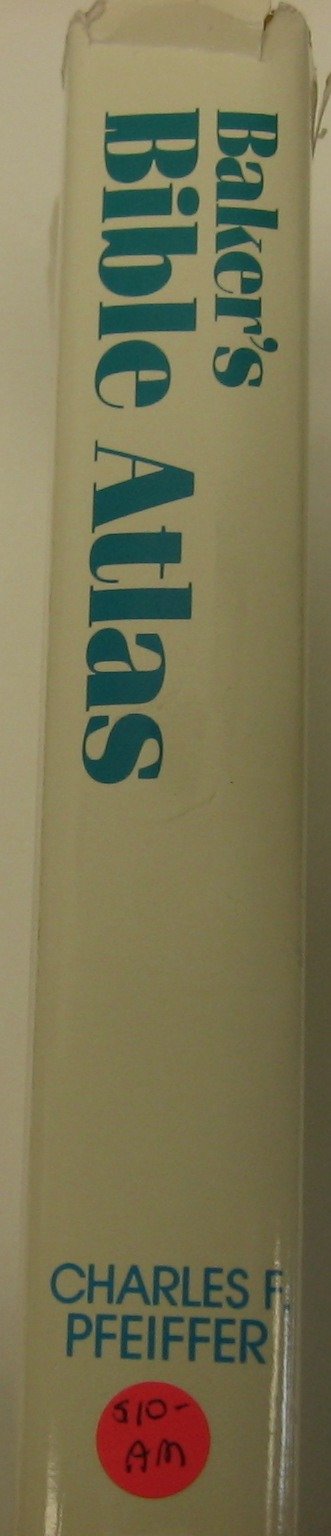 Baker's
Bible Atlas
CHARLES F.
PFEIFFER
510-
AM